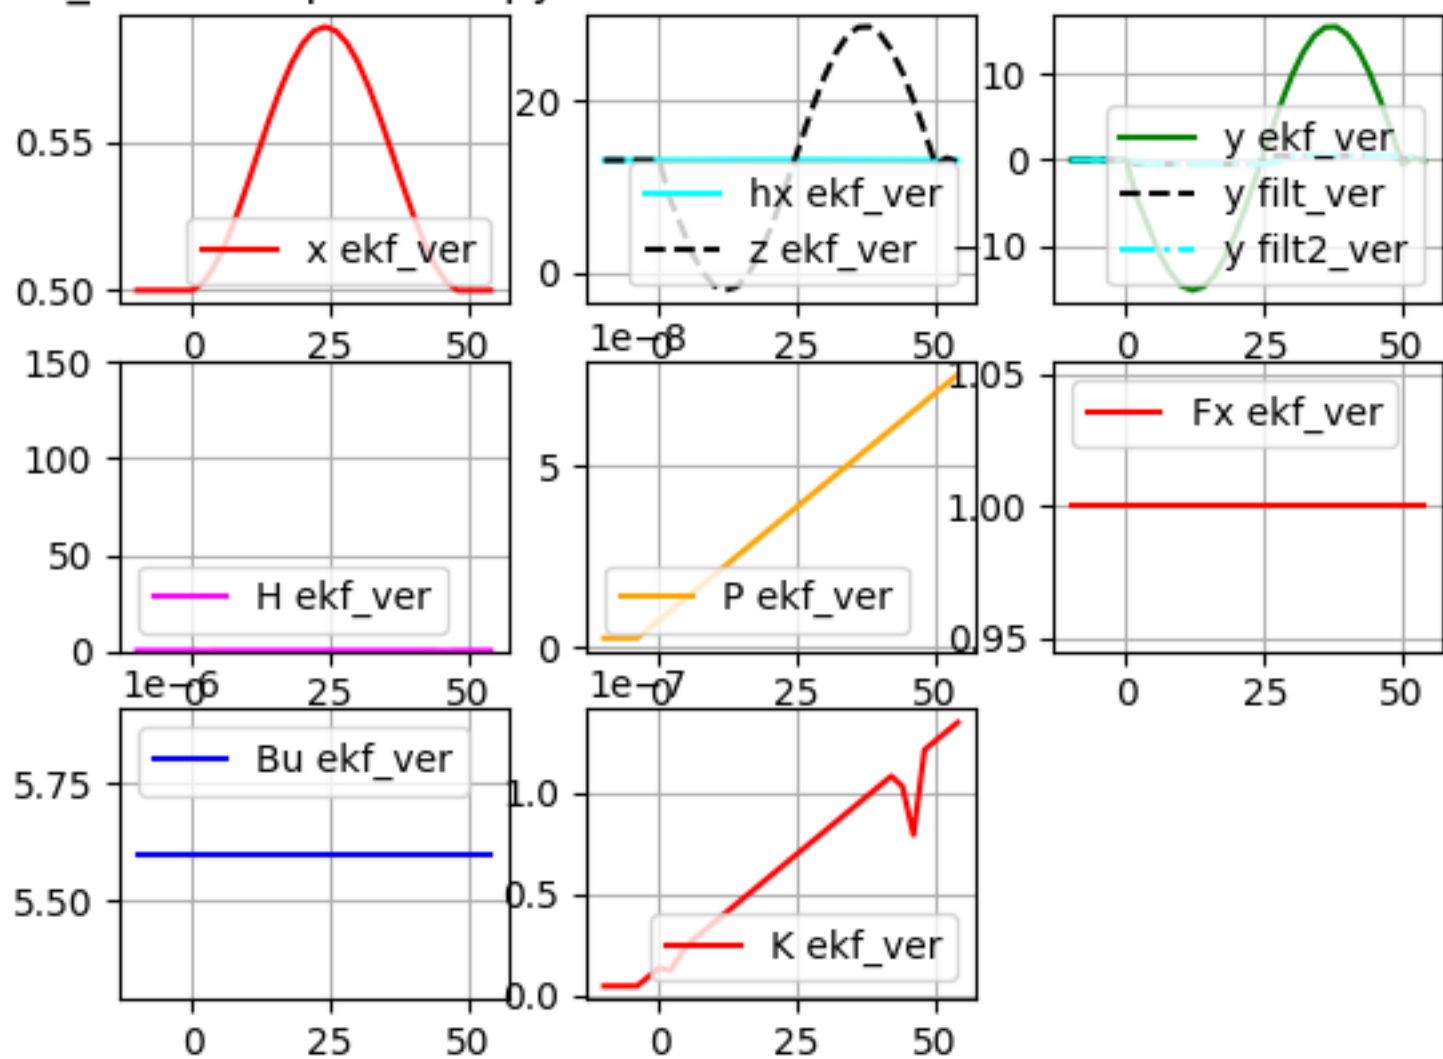 0.55
0.50
x ekf_ver
0 25 50
20
0
hx ekf_ver
z ekf_ver
0 25 50
10
0
−10
y ekf_ver
y filt_ver
y filt2_ver
0 25 50
150
100
50
0
H ekf_ver
0 25 50
1e−8
5
0
P ekf_ver
0 25 50
1.05
1.00
0.95
Fx ekf_ver
0 25 50
1e−6
5.75
5.50
Bu ekf_ver
0 25 50
1e−7
1.0
0.5
0.0
K ekf_ver
0 25 50